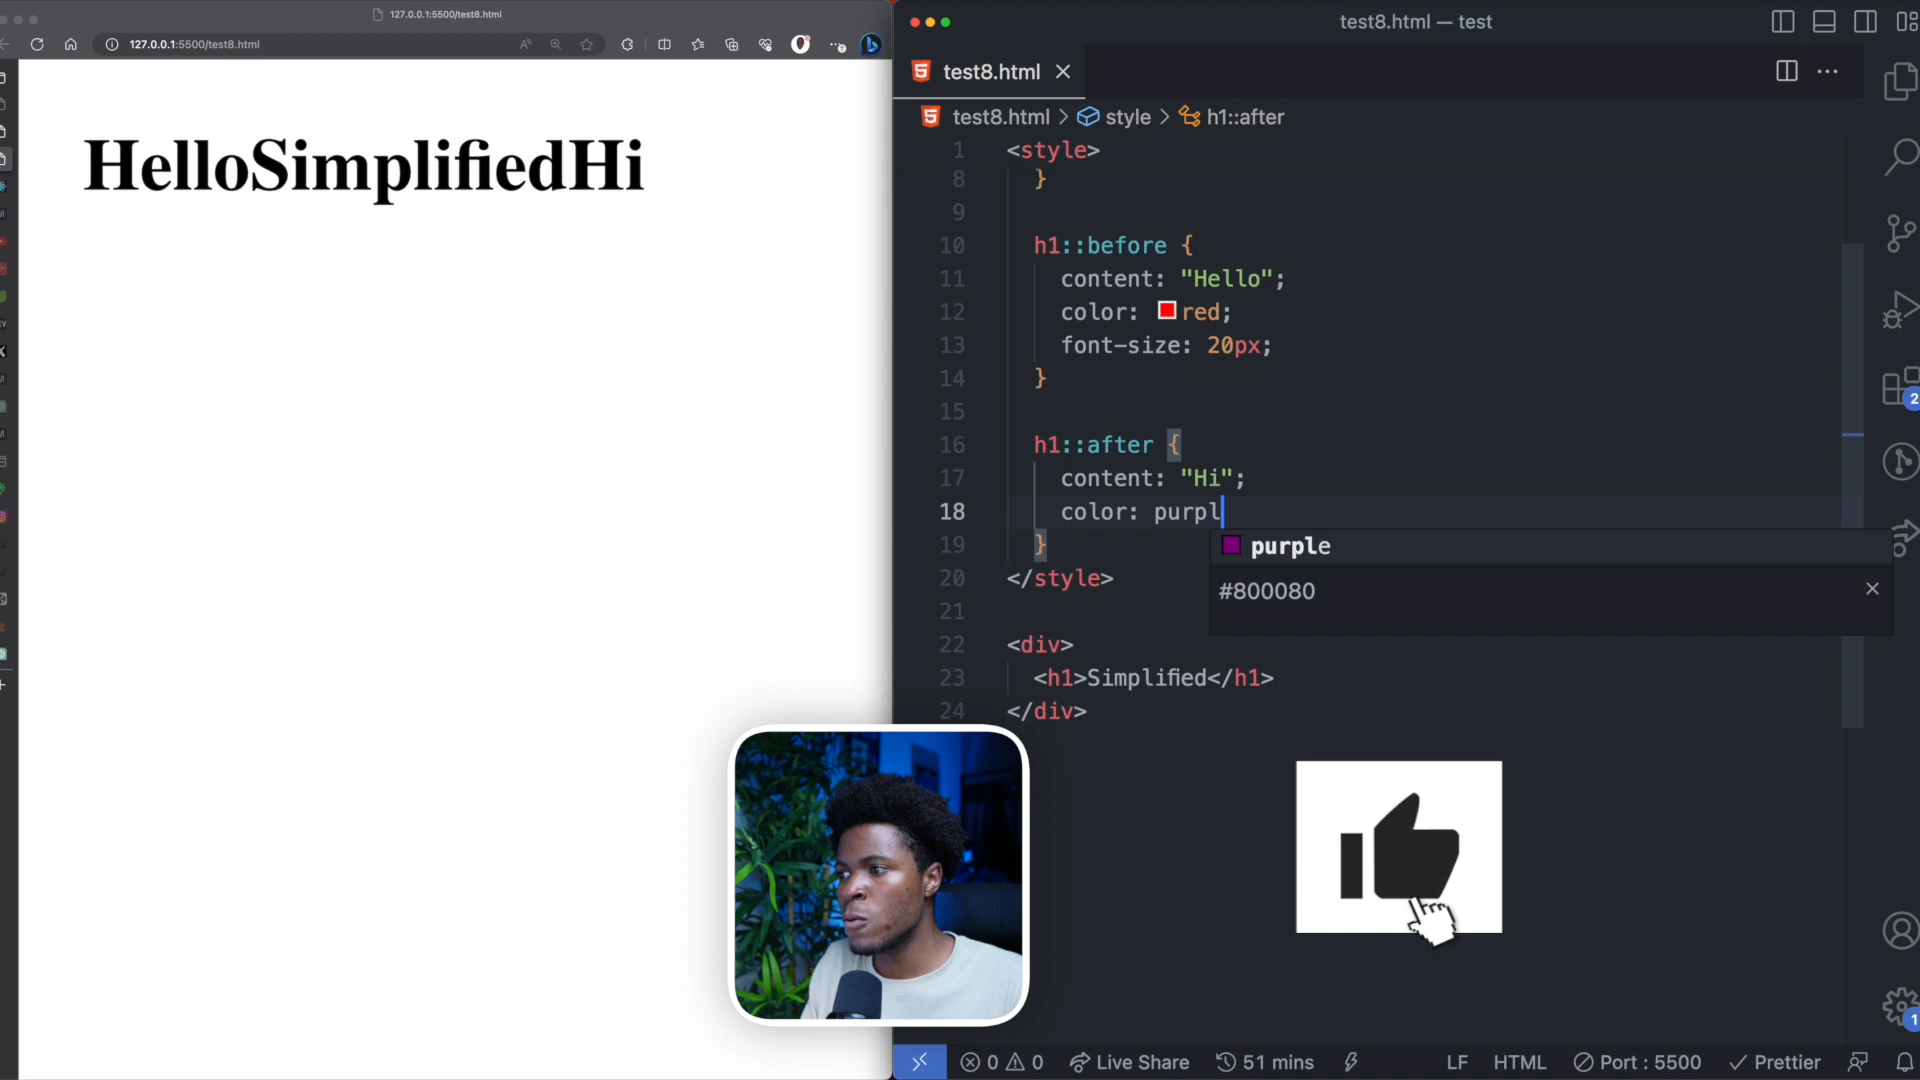 127.0.0.1:5500/test8.html
127.0.0.1:5500/test8.html
HelloSimplifiedHi
test8.html — test
test8.html
test8.html > style > h1::after
1 <style>
8 }
9
10 h1::before {
11 content: "Hello";
12 color: red;
13 font-size: 20px;
14 }
15
16 h1::after {
17 content: "Hi";
18 color: purpl
purple
19 }
#800080
20 </style>
21
22 <div>
23 <h1>Simplified</h1>
24 </div>
2
1
0 0 Live Share 51 mins LF HTML Port : 5500 Prettier